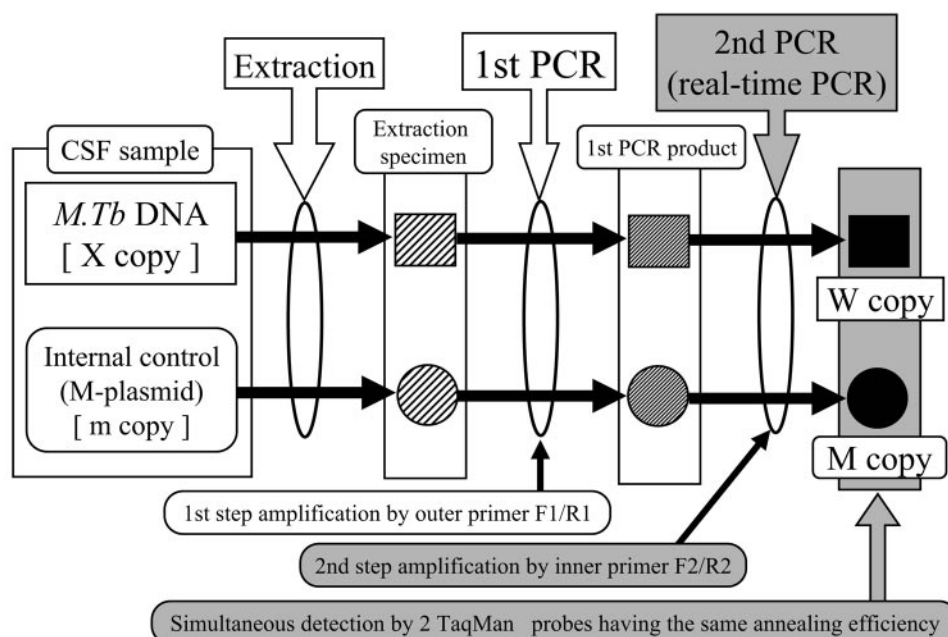 Extraction
1st PCR
2nd PCR
(real-time PCR)
CSF sample
Extraction
specimen
1st PCR product
M.Tb DNA
[ X copy ]
W copy
Internal control
(M-plasmid)
[ m copy ]
M copy
1st step amplification by outer primer F1/R1
2nd step amplification by inner primer F2/R2
Simultaneous detection by 2 TaqMan probes having the same annealing efficiency